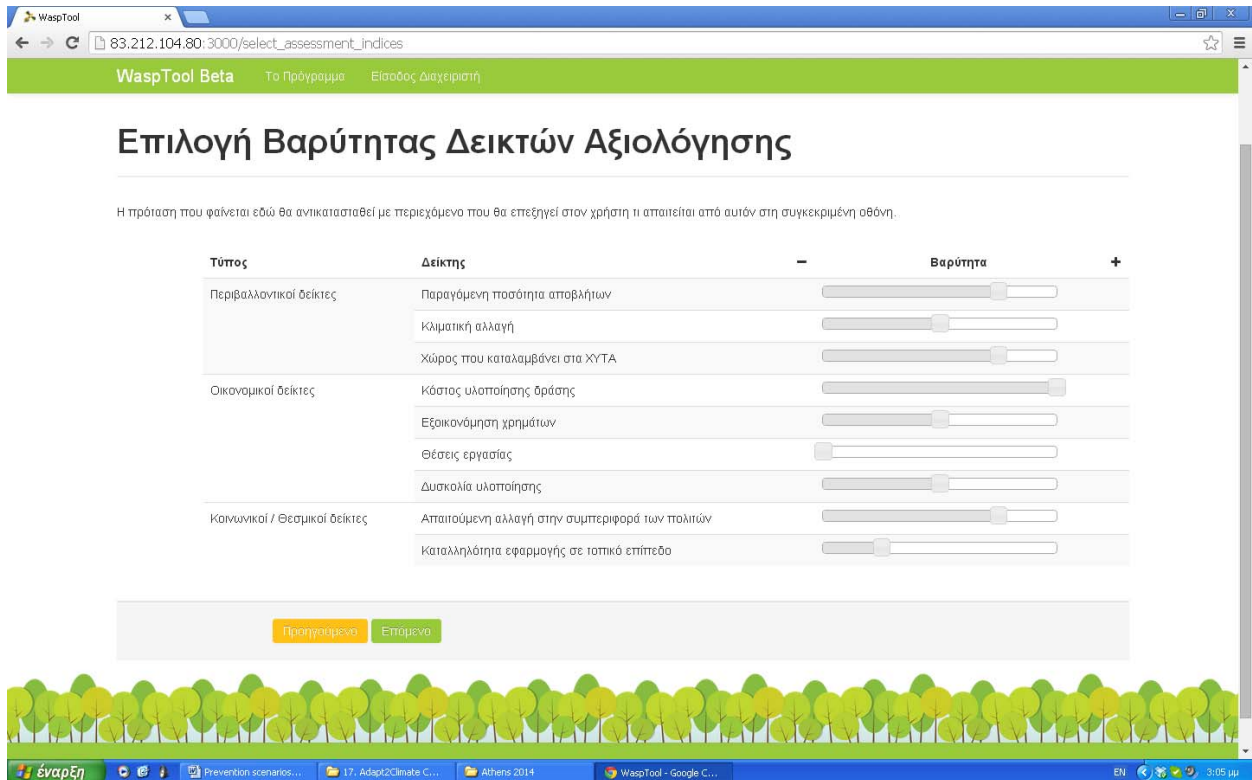 WaspTool
83.212.104.80:3000/select_assessment_indices
WaspTool Beta Το Πρόγραμμα Είσοδος Διαχειριστή
Επιλογή Βαρύτητας Δεικτών Αξιολόγησης
Η πρόταση που φαίνεται εδώ θα αντικατασταθεί με περιεχόμενο που θα επεξηγεί στον χρήστη τι απαιτείται από αυτόν στη συγκεκριμένη οθόνη.
Τύπος Δείκτης − Βαρύτητα +
Περιβαλλοντικοί δείκτες Παραγόμενη ποσότητα αποβλήτων
Κλιματική αλλαγή
Χώρος που καταλαμβάνει στα ΧΥΤΑ
Οικονομικοί δείκτες Κόστος υλοποίησης δράσης
Εξοικονόμηση χρημάτων
Θέσεις εργασίας
Δυσκολία υλοποίησης
Κοινωνικοί / Θεσμικοί δείκτες Απαιτούμενη αλλαγή στην συμπεριφορά των πολιτών
Καταλληλότητα εφαρμογής σε τοπικό επίπεδο
Προηγούμενο Επόμενο
έναρξη Prevention scenarios... 17. Adapt2Climate C... Athens 2014 WaspTool - Google C... EN 3:05 μμ